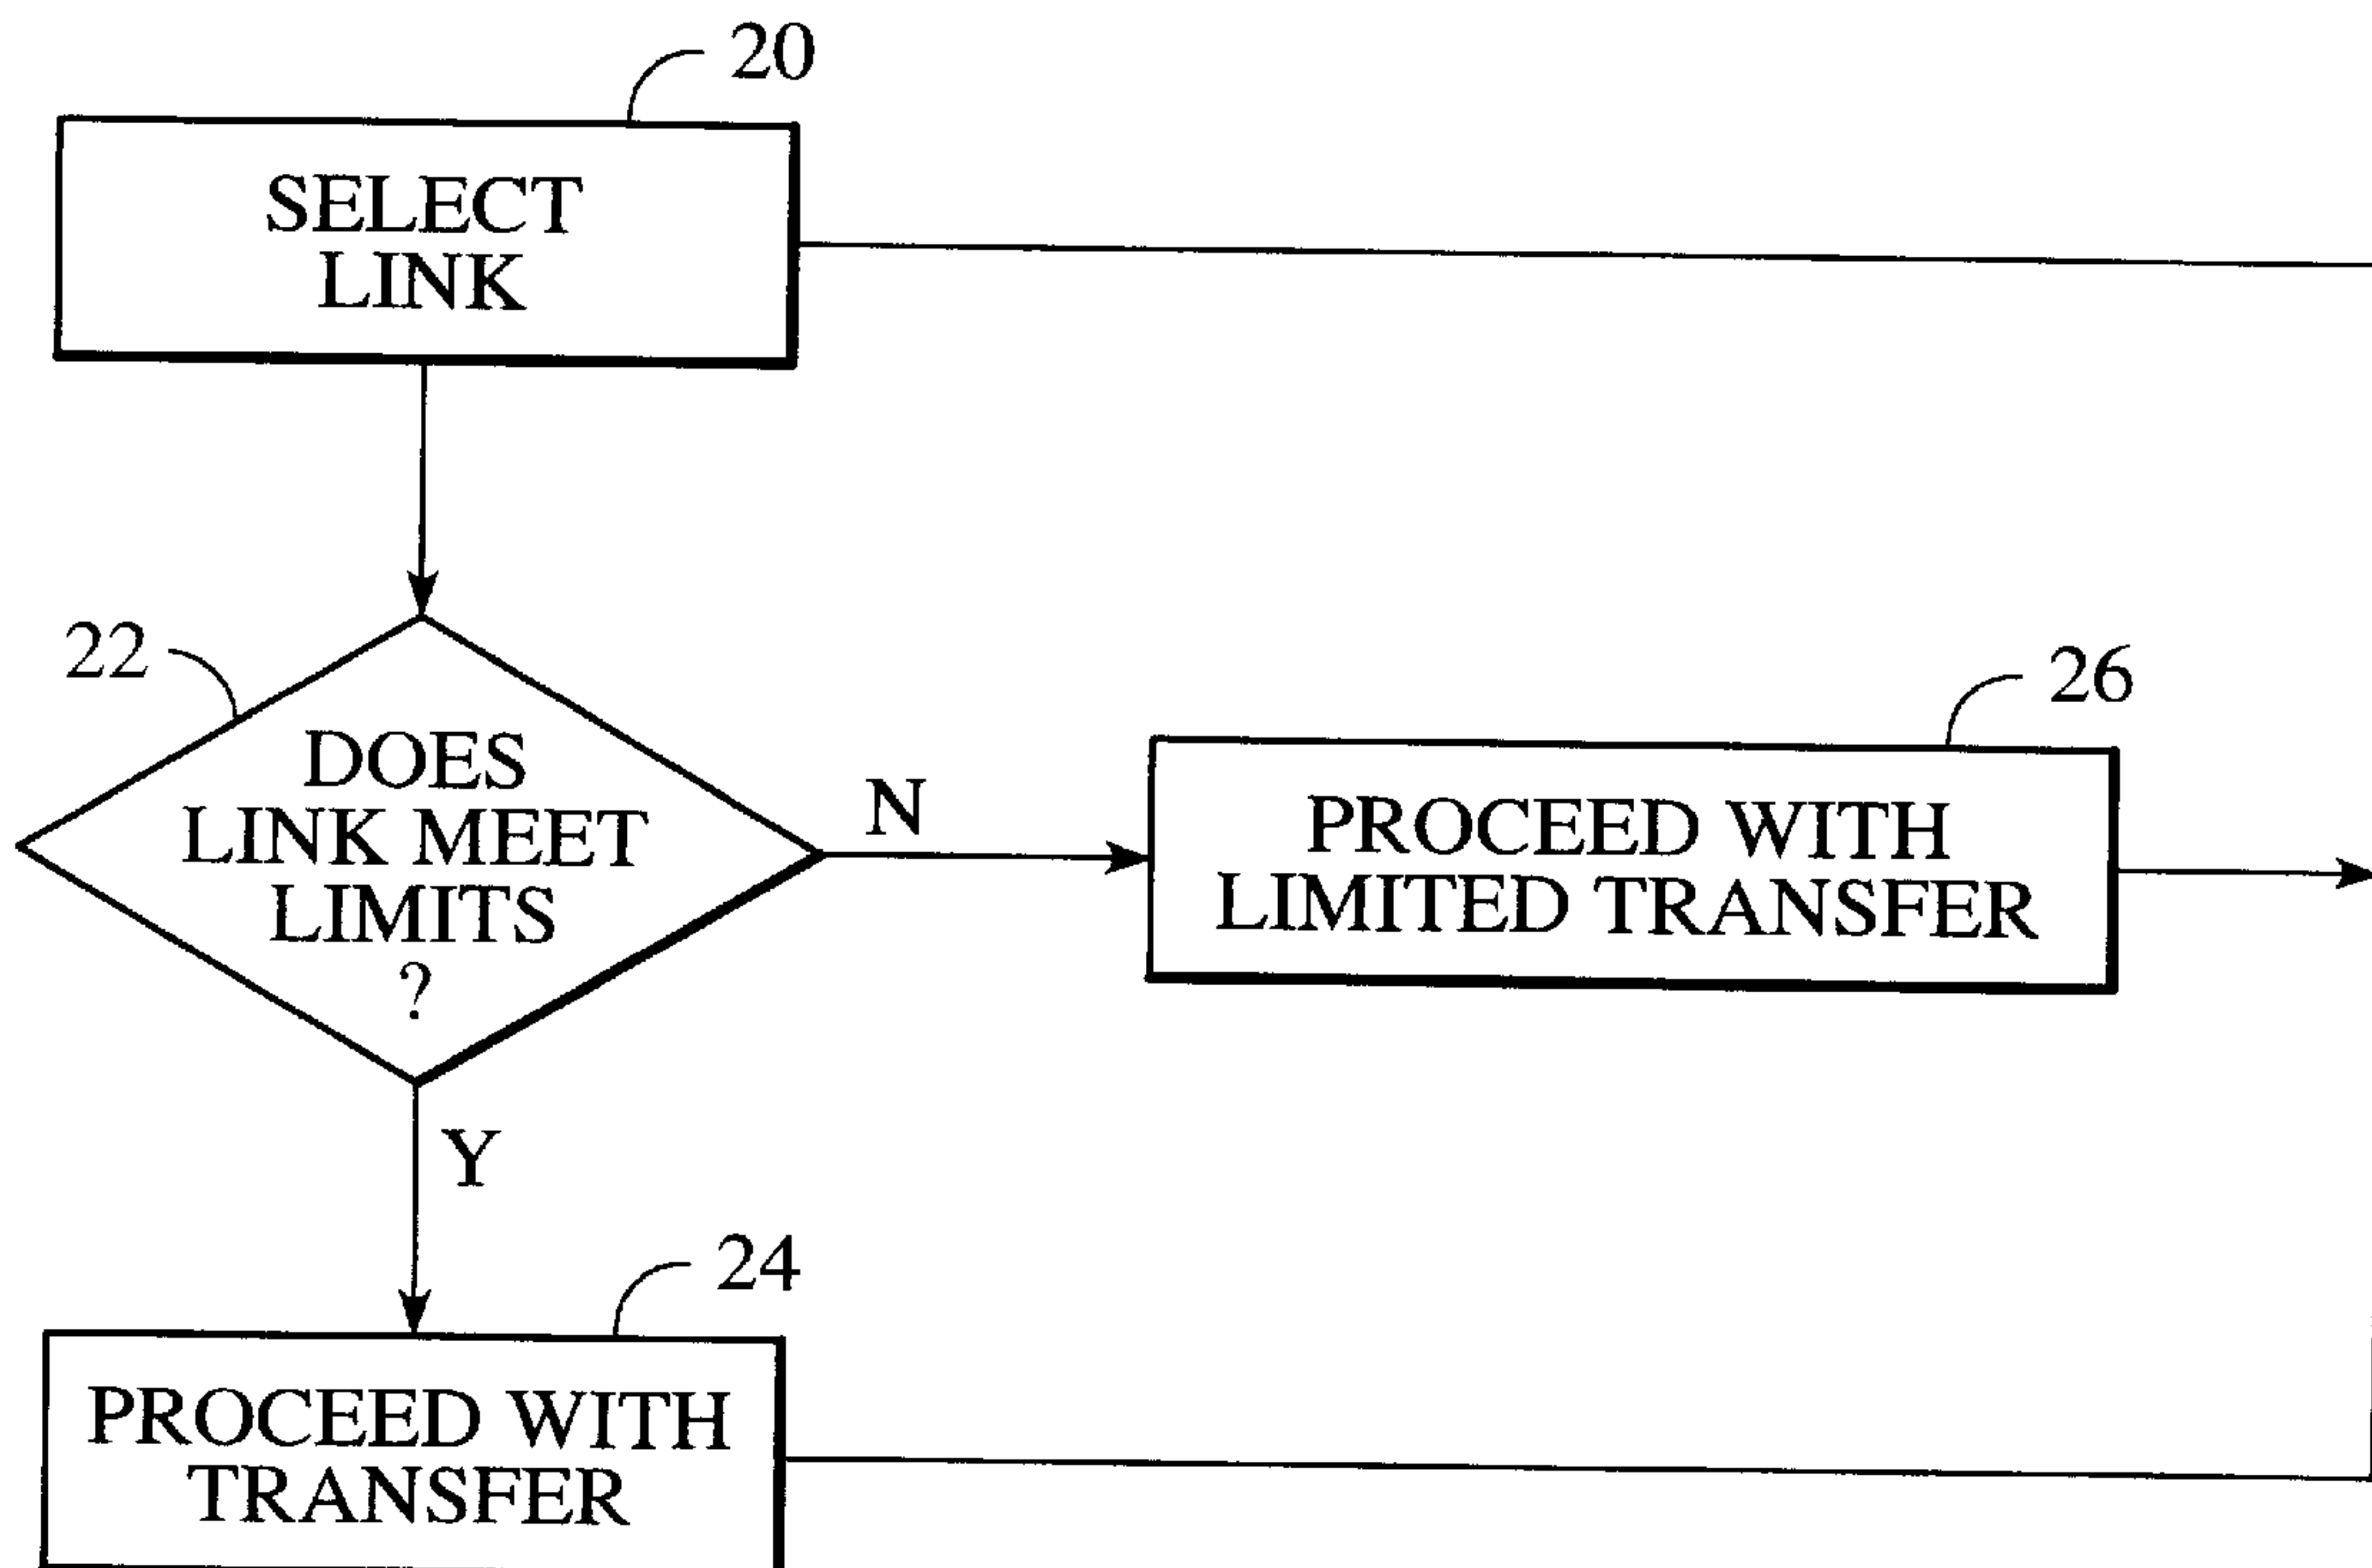 20
SELECT
LINK
22
DOES
LINK MEET
LIMITS
?
N
26
PROCEED WITH
LIMITED TRANSFER
Y
24
PROCEED WITH
TRANSFER